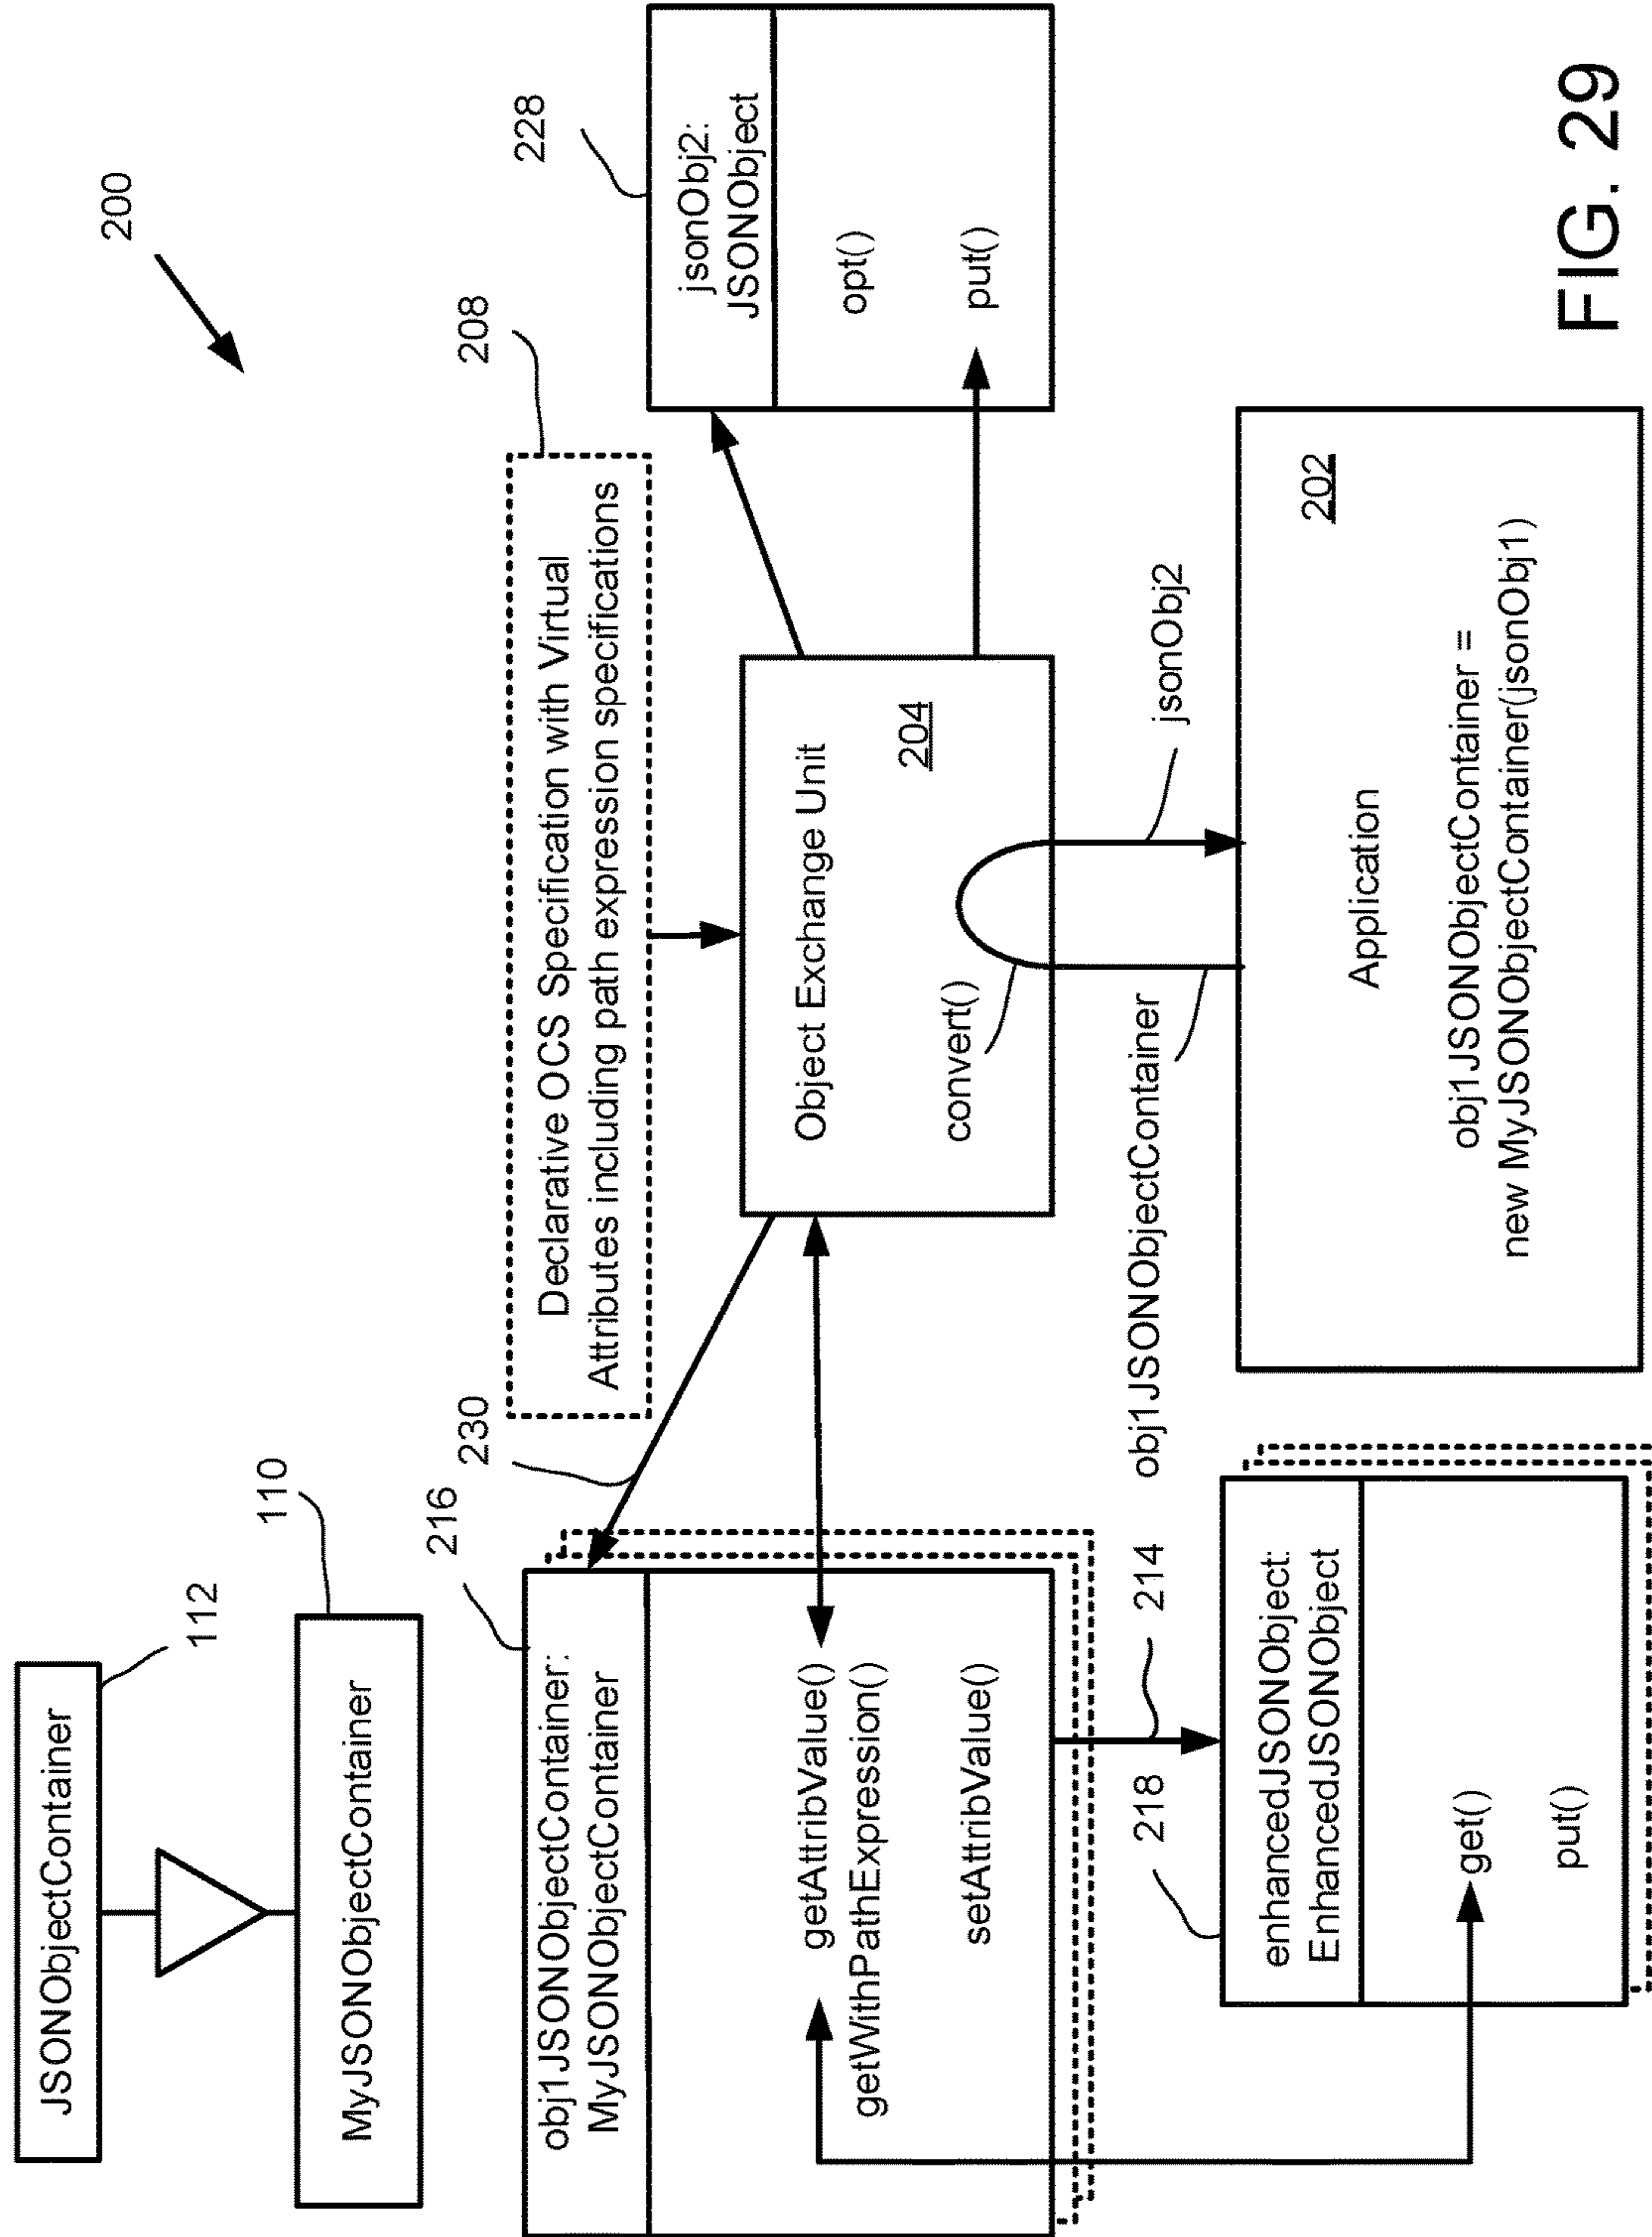 200
JSONObjectContainer
112
MyJSONObjectContainer
110
216
obj1JSONObjectContainer:
MyJSONObjectContainer
getAttribValue()
getWithPathExpression()
setAttribValue()
230
208
Declarative OCS Specification with Virtual
Attributes including path expression specifications
228
jsonObj2:
JSONObject
opt()
put()
Object Exchange Unit
204
convert()
218
214
enhancedJSONObject:
EnhancedJSONObject
get()
put()
obj1JSONObjectContainer
jsonObj2
202
Application
obj1JSONObjectContainer =
new MyJSONObjectContainer(jsonObj1)
FIG. 29